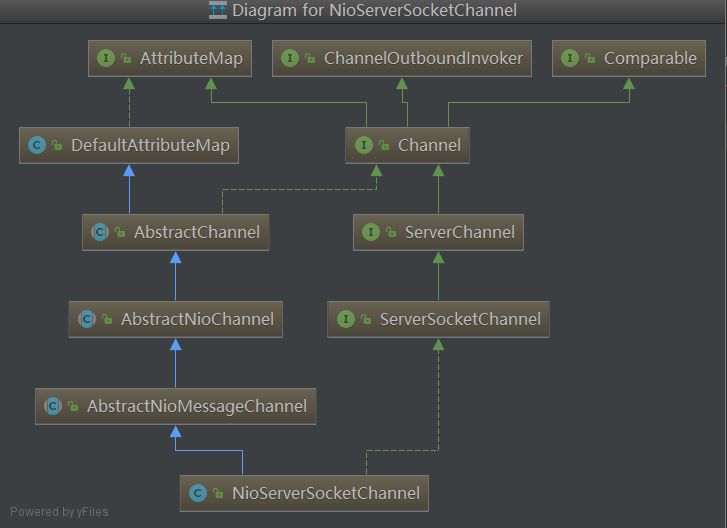 Diagram for NioServerSocketChannel
I AttributeMap
I ChannelOutboundInvoker
I Comparable
C DefaultAttributeMap
I Channel
C AbstractChannel
I ServerChannel
C AbstractNioChannel
I ServerSocketChannel
C AbstractNioMessageChannel
C NioServerSocketChannel
Powered by yFiles